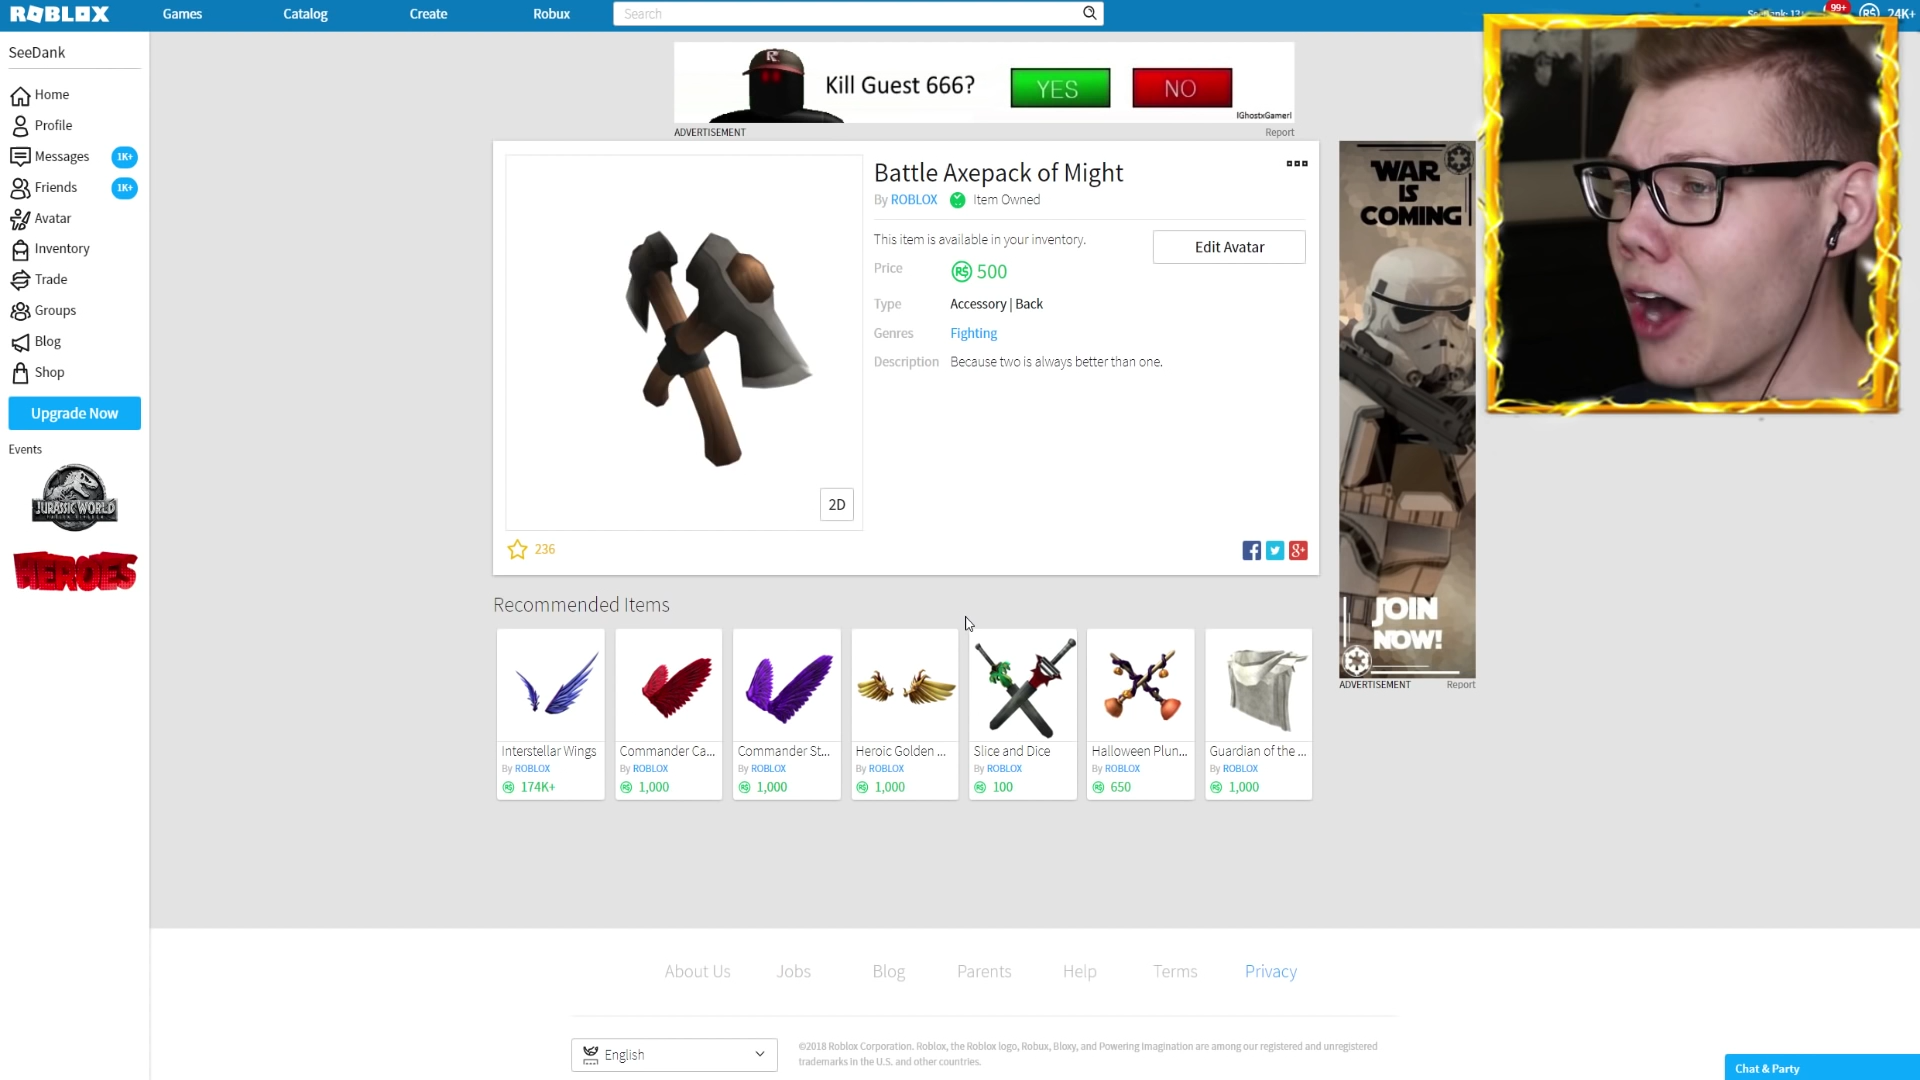 ROBLOX
Games
Catalog
Create
Robux
Search
99+
24K+
SeeDank
Home
Profile
Messages 1K+
Friends 1K+
Avatar
Inventory
Trade
Groups
Blog
Shop
Upgrade Now
Events
JURASSIC WORLD
HEROES
Kill Guest 666?
YES
NO
IGhostxGamerI
ADVERTISEMENT
Report
Battle Axepack of Might
By ROBLOX Item Owned
This item is available in your inventory.
Edit Avatar
Price R$ 500
Type Accessory | Back
Genres Fighting
Description Because two is always better than one.
2D
236
WAR
IS
COMING
JOIN
NOW!
ADVERTISEMENT
Report
Recommended Items
Interstellar Wings
By ROBLOX
174K+
Commander Ca...
By ROBLOX
1,000
Commander St...
By ROBLOX
1,000
Heroic Golden ...
By ROBLOX
1,000
Slice and Dice
By ROBLOX
100
Halloween Plun...
By ROBLOX
650
Guardian of the ...
By ROBLOX
1,000
About Us
Jobs
Blog
Parents
Help
Terms
Privacy
English
©2018 Roblox Corporation. Roblox, the Roblox logo, Robux, Bloxy, and Powering Imagination are among our registered and unregistered
trademarks in the U.S. and other countries.
Chat & Party